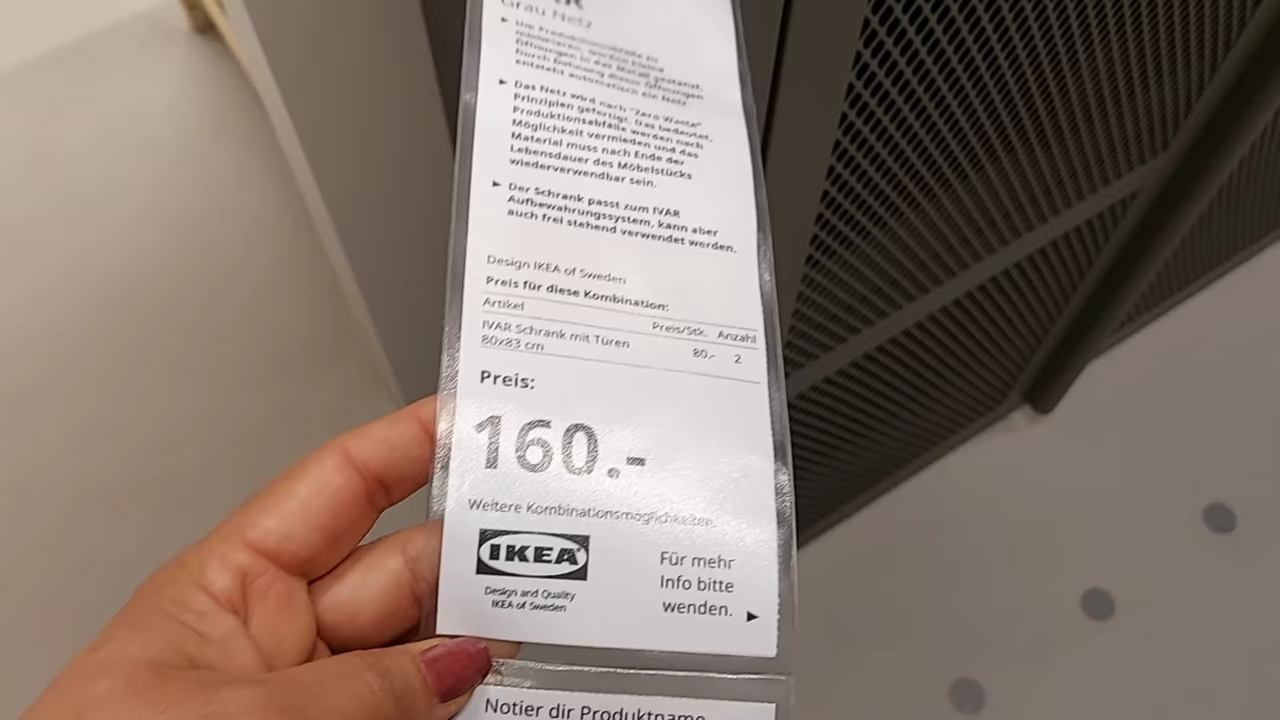 Grau Netz
► Um Produktionsabfälle zu
minimieren, werden kleine
Öffnungen in das Metall gestanzt.
Durch Dehnung dieser Öffnungen
entsteht automatisch ein Netz.
► Das Netz wird nach "Zero Waste"
Prinzipien gefertigt. Das bedeutet,
Produktionsabfälle werden nach
Möglichkeit vermieden und das
Material muss nach Ende der
Lebensdauer des Möbelstücks
wiederverwendbar sein.
► Der Schrank passt zum IVAR
Aufbewahrungssystem, kann aber
auch frei stehend verwendet werden.
Design IKEA of Sweden
Preis für diese Kombination:
Artikel Preis/Stk. Anzahl
IVAR Schrank mit Türen 80.- 2
80x83 cm
Preis:
160.-
Weitere Kombinationsmöglichkeiten.
IKEA
Design and Quality
IKEA of Sweden
Für mehr
Info bitte
wenden. ►
Notier dir Produktname